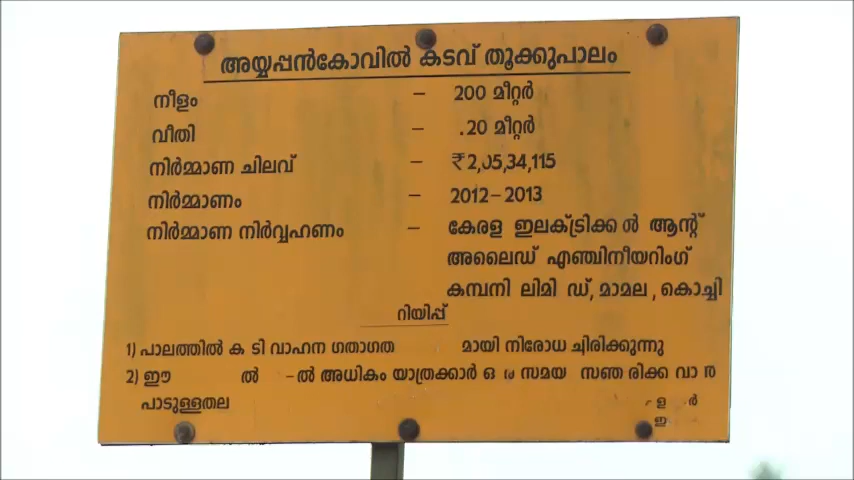 അയ്യപ്പൻകോവിൽ കടവ് തൂക്കുപാലം
നീളം – 200 മീറ്റർ
വീതി – .20 മീറ്റർ
നിർമ്മാണ ചിലവ് – ₹2,05,34,115
നിർമ്മാണം – 2012-2013
നിർമ്മാണ നിർവ്വഹണം – കേരള ഇലക്ട്രിക്കൽ ആന്റ്
അലൈഡ് എഞ്ചിനീയറിംഗ്
കമ്പനി ലിമി ഡ്, മാമല , കൊച്ചി
റിയിപ്പ്
1) പാലത്തിൽ ക ടി വാഹന ഗതാഗത മായി നിരോധ ച്ചിരിക്കുന്നു
2) ഈ ൽ –ൽ അധികം യാത്രക്കാർ ഒ സമയ സഞ്ച രിക്ക വാ ൻ
പാടുള്ളതല